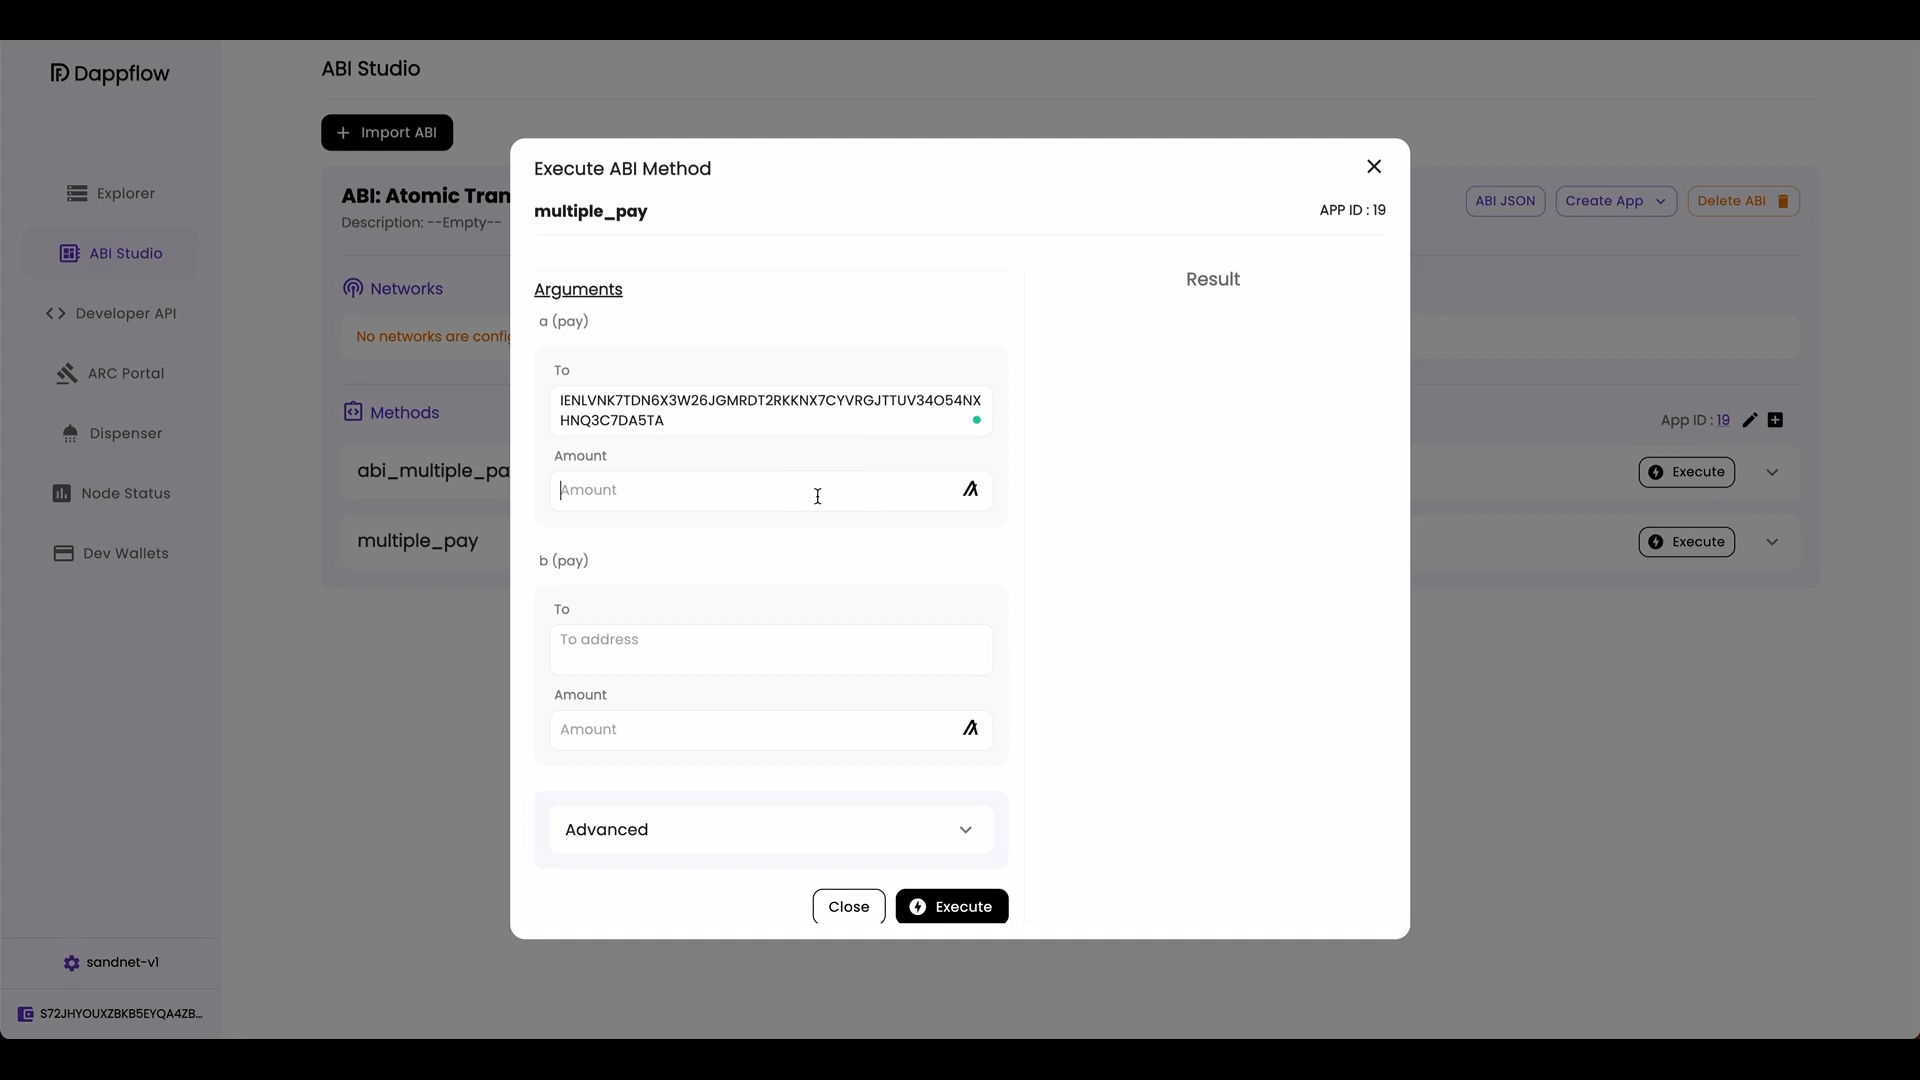 Dappflow
Explorer
ABI Studio
Developer API
ARC Portal
Dispenser
Node Status
Dev Wallets
sandnet-v1
S72JHYOUXZBKB5EYQA4ZB...
ABI Studio
Import ABI
ABI: Atomic Tran
Description: --Empty--
ABI JSON
Create App
Delete ABI
Networks
No networks are config
Methods
App ID : 19
abi_multiple_pa
Execute
multiple_pay
Execute
Execute ABI Method
multiple_pay
APP ID : 19
Arguments
a (pay)
To
IENLVNK7TDN6X3W26JGMRDT2RKKNX7CYVRGJTTUV34O54NX
HNQ3C7DA5TA
Amount
Amount
b (pay)
To
To address
Amount
Amount
Advanced
Close
Execute
Result